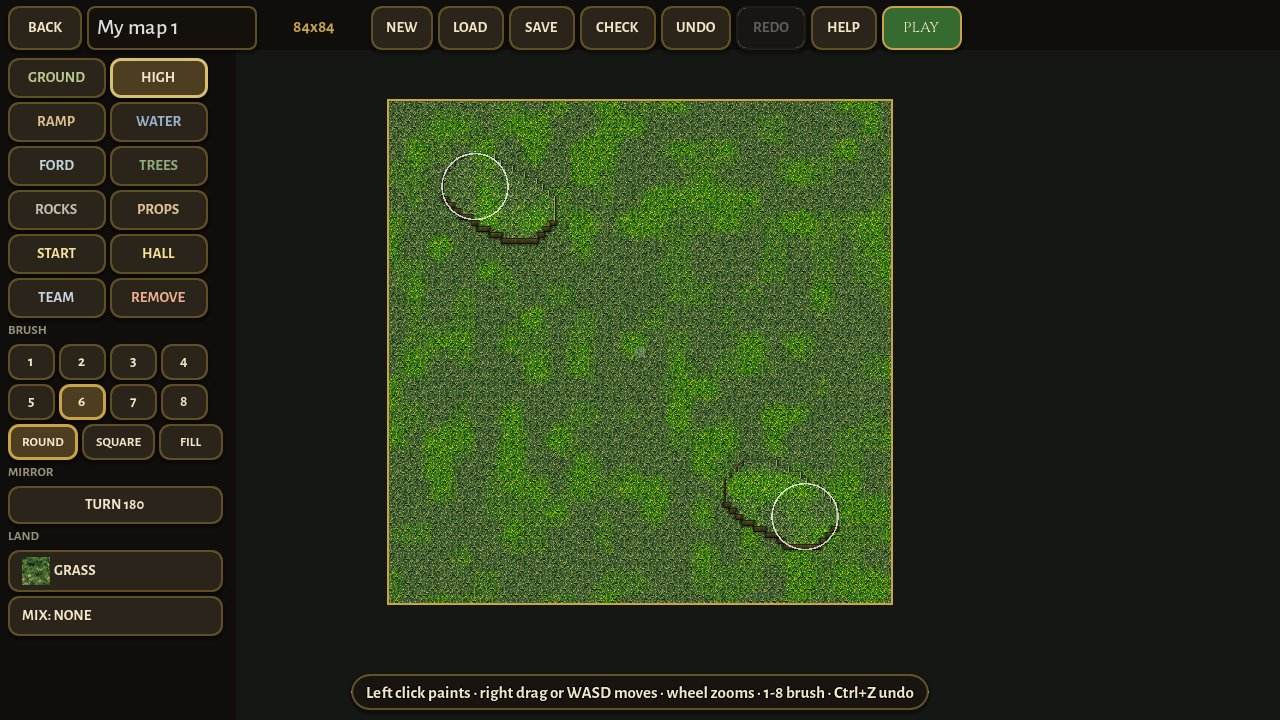 BACK My map 1 84x84 NEW LOAD SAVE CHECK UNDO REDO HELP PLAY
GROUND HIGH
RAMP WATER
FORD TREES
ROCKS PROPS
START HALL
TEAM REMOVE
BRUSH
1 2 3 4
5 6 7 8
ROUND SQUARE FILL
MIRROR
TURN 180
LAND
GRASS
MIX: NONE
Left click paints · right drag or WASD moves · wheel zooms · 1-8 brush · Ctrl+Z undo